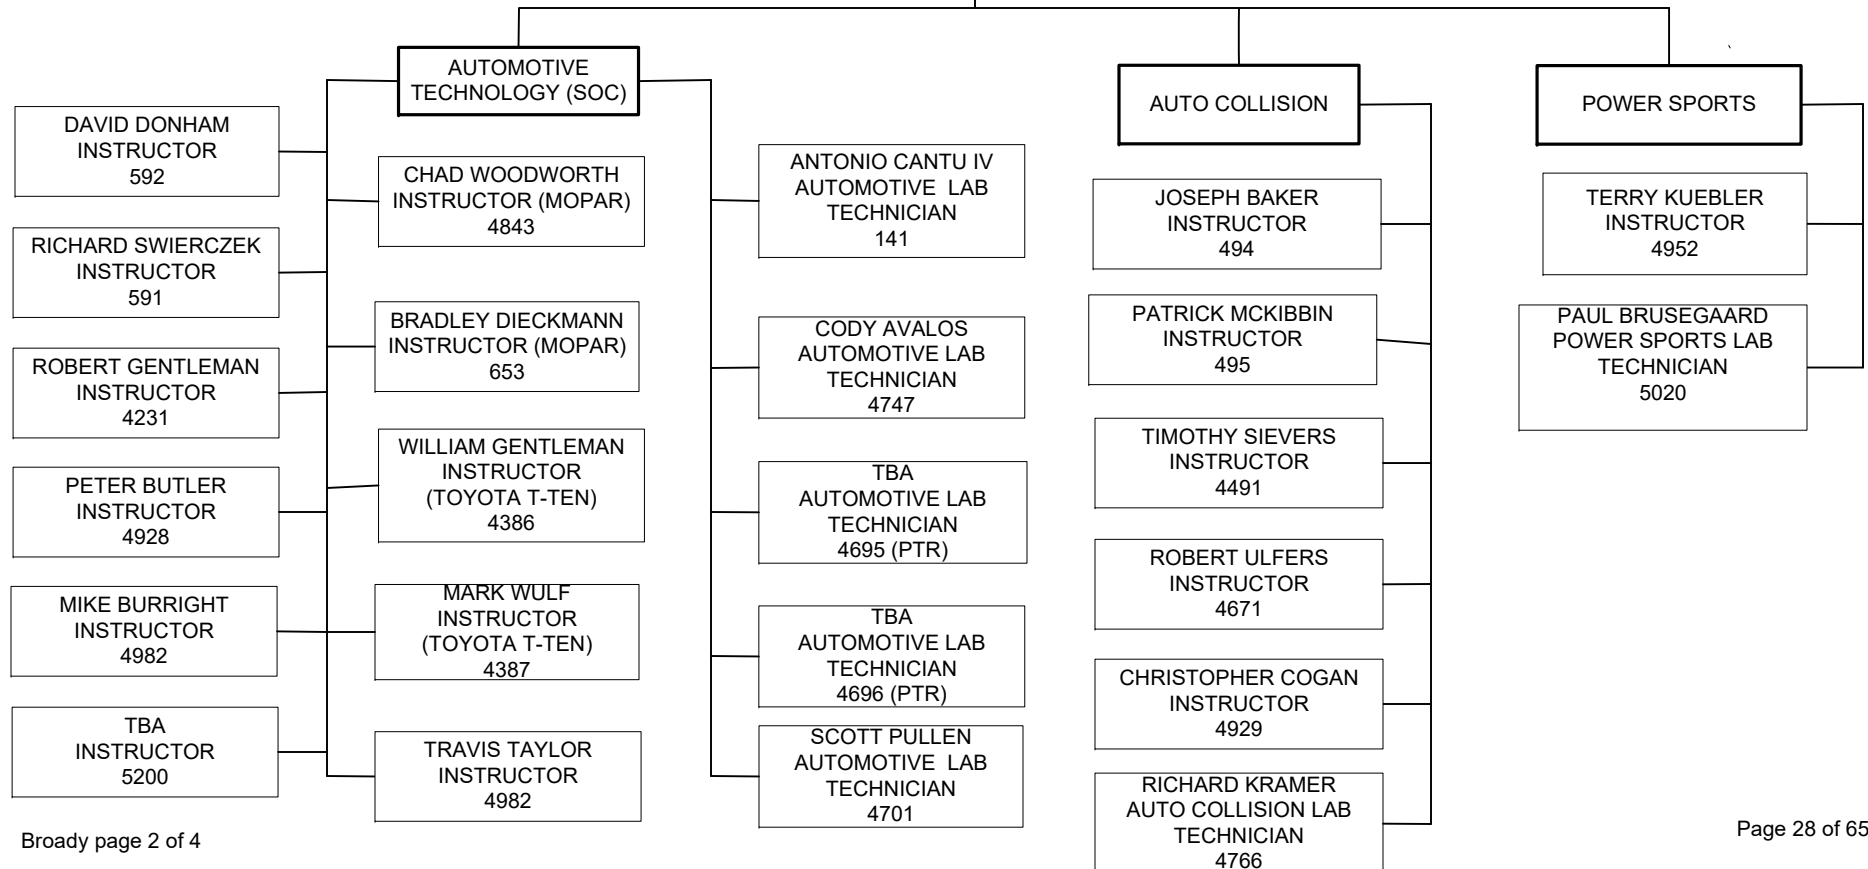 AUTOMOTIVE
TECHNOLOGY (SOC)
DAVID DONHAM
INSTRUCTOR
592
RICHARD SWIERCZEK
INSTRUCTOR
591
ROBERT GENTLEMAN
INSTRUCTOR
4231
PETER BUTLER
INSTRUCTOR
4928
MIKE BURRIGHT
INSTRUCTOR
4982
TBA
INSTRUCTOR
5200
CHAD WOODWORTH
INSTRUCTOR (MOPAR)
4843
BRADLEY DIECKMANN
INSTRUCTOR (MOPAR)
653
WILLIAM GENTLEMAN
INSTRUCTOR
(TOYOTA T-TEN)
4386
MARK WULF
INSTRUCTOR
(TOYOTA T-TEN)
4387
TRAVIS TAYLOR
INSTRUCTOR
4982
ANTONIO CANTU IV
AUTOMOTIVE LAB
TECHNICIAN
141
CODY AVALOS
AUTOMOTIVE LAB
TECHNICIAN
4747
TBA
AUTOMOTIVE LAB
TECHNICIAN
4695 (PTR)
TBA
AUTOMOTIVE LAB
TECHNICIAN
4696 (PTR)
SCOTT PULLEN
AUTOMOTIVE LAB
TECHNICIAN
4701
AUTO COLLISION
JOSEPH BAKER
INSTRUCTOR
494
PATRICK MCKIBBIN
INSTRUCTOR
495
TIMOTHY SIEVERS
INSTRUCTOR
4491
ROBERT ULFERS
INSTRUCTOR
4671
CHRISTOPHER COGAN
INSTRUCTOR
4929
RICHARD KRAMER
AUTO COLLISION LAB
TECHNICIAN
4766
`
POWER SPORTS
TERRY KUEBLER
INSTRUCTOR
4952
PAUL BRUSEGAARD
POWER SPORTS LAB
TECHNICIAN
5020
Broady page 2 of 4
Page 28 of 65